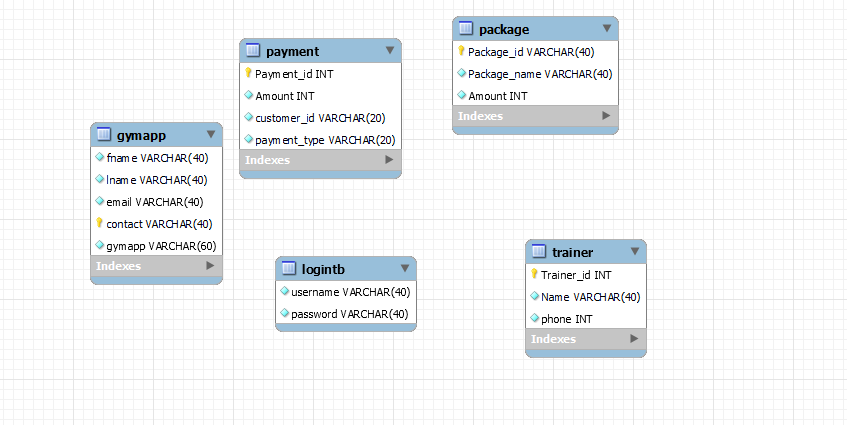 package
Package_id VARCHAR(40)
Package_name VARCHAR(40)
Amount INT
Indexes
payment
Payment_id INT
Amount INT
customer_id VARCHAR(20)
payment_type VARCHAR(20)
Indexes
gymapp
fname VARCHAR(40)
lname VARCHAR(40)
email VARCHAR(40)
contact VARCHAR(40)
gymapp VARCHAR(60)
Indexes
logintb
username VARCHAR(40)
password VARCHAR(40)
trainer
Trainer_id INT
Name VARCHAR(40)
phone INT
Indexes